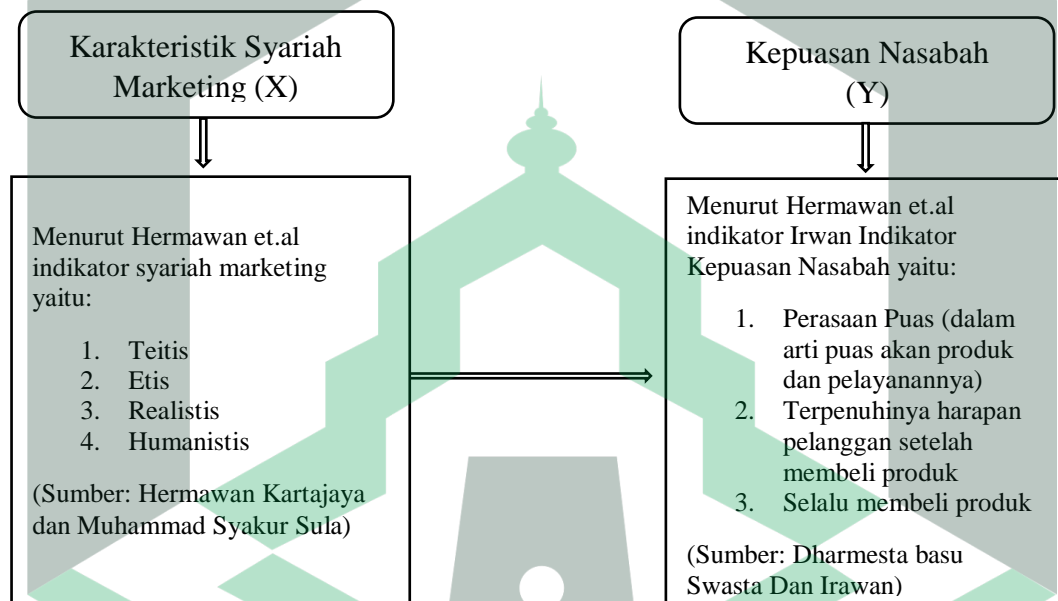 Karakteristik Syariah
Marketing (X)
Menurut Hermawan et.al
indikator syariah marketing
yaitu:
1. Teitis
2. Etis
3. Realistis
4. Humanistis
(Sumber: Hermawan Kartajaya
dan Muhammad Syakur Sula)
Kepuasan Nasabah
(Y)
Menurut Hermawan et.al
indikator Irwan Indikator
Kepuasan Nasabah yaitu:
1. Perasaan Puas (dalam
arti puas akan produk
dan pelayanannya)
2. Terpenuhinya harapan
pelanggan setelah
membeli produk
3. Selalu membeli produk
(Sumber: Dharmesta basu
Swasta Dan Irawan)